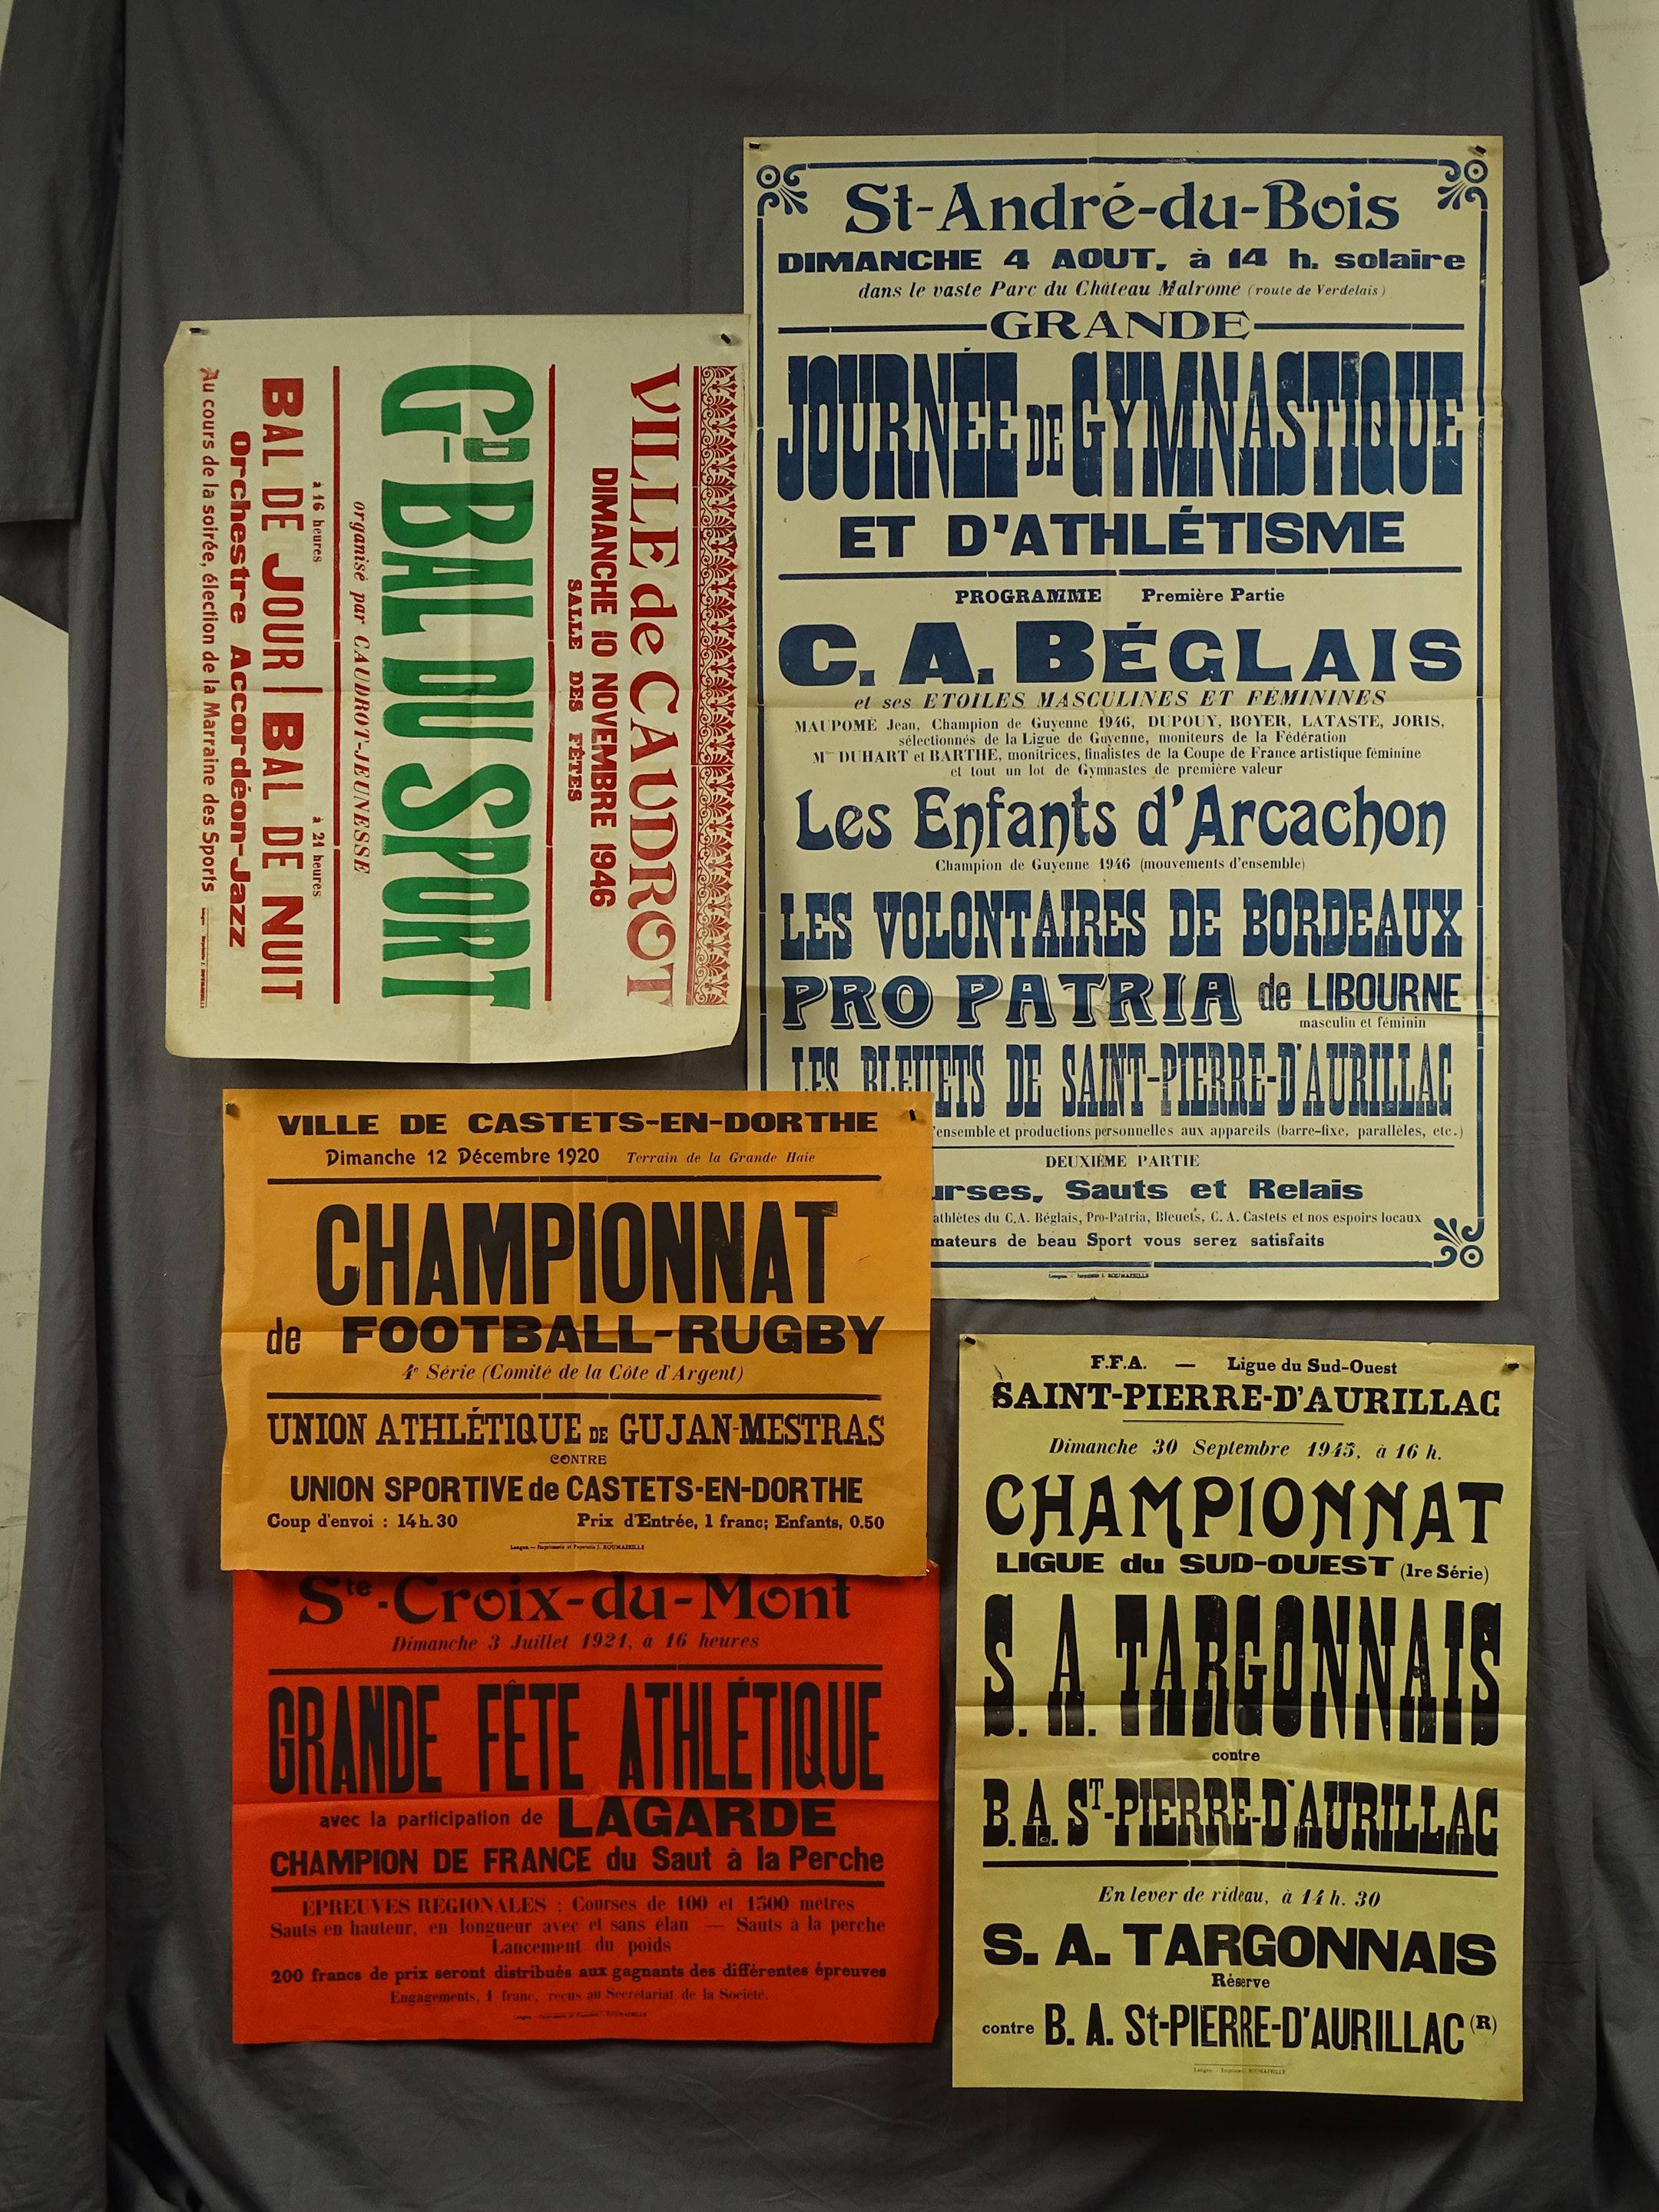 St-André-du-Bois
DIMANCHE 4 AOUT, à 14 h. solaire
dans le vaste Parc du Château Malromé (route de Verdelais)
GRANDE
JOURNÉE DE GYMNASTIQUE
ET D'ATHLÉTISME
PROGRAMME Première Partie
C. A. BÉGLAIS
et ses ETOILES MASCULINES ET FÉMININES
MAUPOMÉ Jean, Champion de Guyenne 1946, DUPOUY, BOYER, LATASTE, JORIS,
sélectionnés de la Ligue de Guyenne, moniteurs de la Fédération
DUHART et BARTHE, monitrices, finalistes de la Coupe de France artistique féminine
et tout un lot de Gymnastes de première valeur
Les Enfants d'Arcachon
Champion de Guyenne 1946 (mouvements d'ensemble)
LES VOLONTAIRES DE BORDEAUX
PRO PATRIA de LIBOURNE
masculin et féminin
LES BLEUETS DE SAINT-PIERRE-D'AURILLAC
'ensemble et productions personnelles aux appareils (barre-fixe, parallèles, etc.)
DEUXIÈME PARTIE
urses, Sauts et Relais
athlètes du C.A. Béglais, Pro-Patria, Bleuets, C. A. Castets et nos espoirs locaux
mateurs de beau Sport vous serez satisfaits
Langon. - Imprimerie J. ROUMAZEILLE
VILLE de CAUDROT
DIMANCHE 10 NOVEMBRE 1946
SALLE DES FÊTES
GD BAL DU SPORT
organisé par CAUDROT-JEUNESSE
à 16 heures à 21 heures
BAL DE JOUR | BAL DE NUIT
Orchestre Accordéon-Jazz
Au cours de la soirée, élection de la Marraine des Sports
VILLE DE CASTETS-EN-DORTHE
Dimanche 12 Décembre 1920 Terrain de la Grande Haie
CHAMPIONNAT
de FOOTBALL-RUGBY
4e Série (Comité de la Côte d'Argent)
UNION ATHLÉTIQUE DE GUJAN-MESTRAS
CONTRE
UNION SPORTIVE de CASTETS-EN-DORTHE
Coup d'envoi : 14 h. 30 Prix d'Entrée, 1 franc; Enfants, 0.50
Langon. — Imprimerie et Papeterie J. ROUMAZEILLE
Ste-Croix-du-Mont
Dimanche 3 Juillet 1921, à 16 heures
GRANDE FÊTE ATHLÉTIQUE
avec la participation de LAGARDE
CHAMPION DE FRANCE du Saut à la Perche
ÉPREUVES RÉGIONALES : Courses de 100 et 1500 mètres
Sauts en hauteur, en longueur avec et sans élan — Sauts à la perche
Lancement du poids
200 francs de prix seront distribués aux gagnants des différentes épreuves
Engagements, 1 franc, reçus au Secrétariat de la Société.
F.F.A. — Ligue du Sud-Ouest
SAINT-PIERRE-D'AURILLAC
Dimanche 30 Septembre 1945, à 16 h.
CHAMPIONNAT
LIGUE du SUD-OUEST (1re Série)
S. A. TARGONNAIS
contre
B. A. ST-PIERRE-D'AURILLAC
En lever de rideau, à 14 h. 30
S. A. TARGONNAIS
Réserve
contre B. A. St-PIERRE-D'AURILLAC (R)
Langon. Imprimerie ROUMAZEILLE